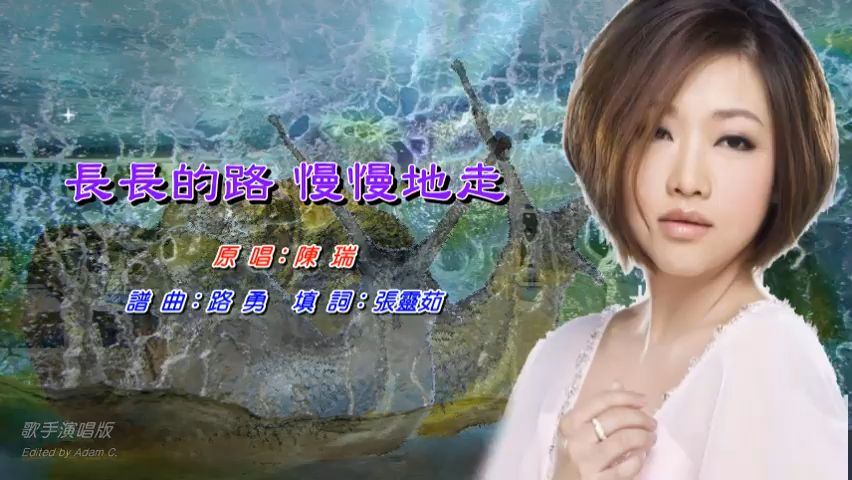 長長的路 慢慢地走
原 唱：陳 瑞
譜 曲：路 勇　填 詞：張靈茹
歌手演唱版
Edited by Adam C.